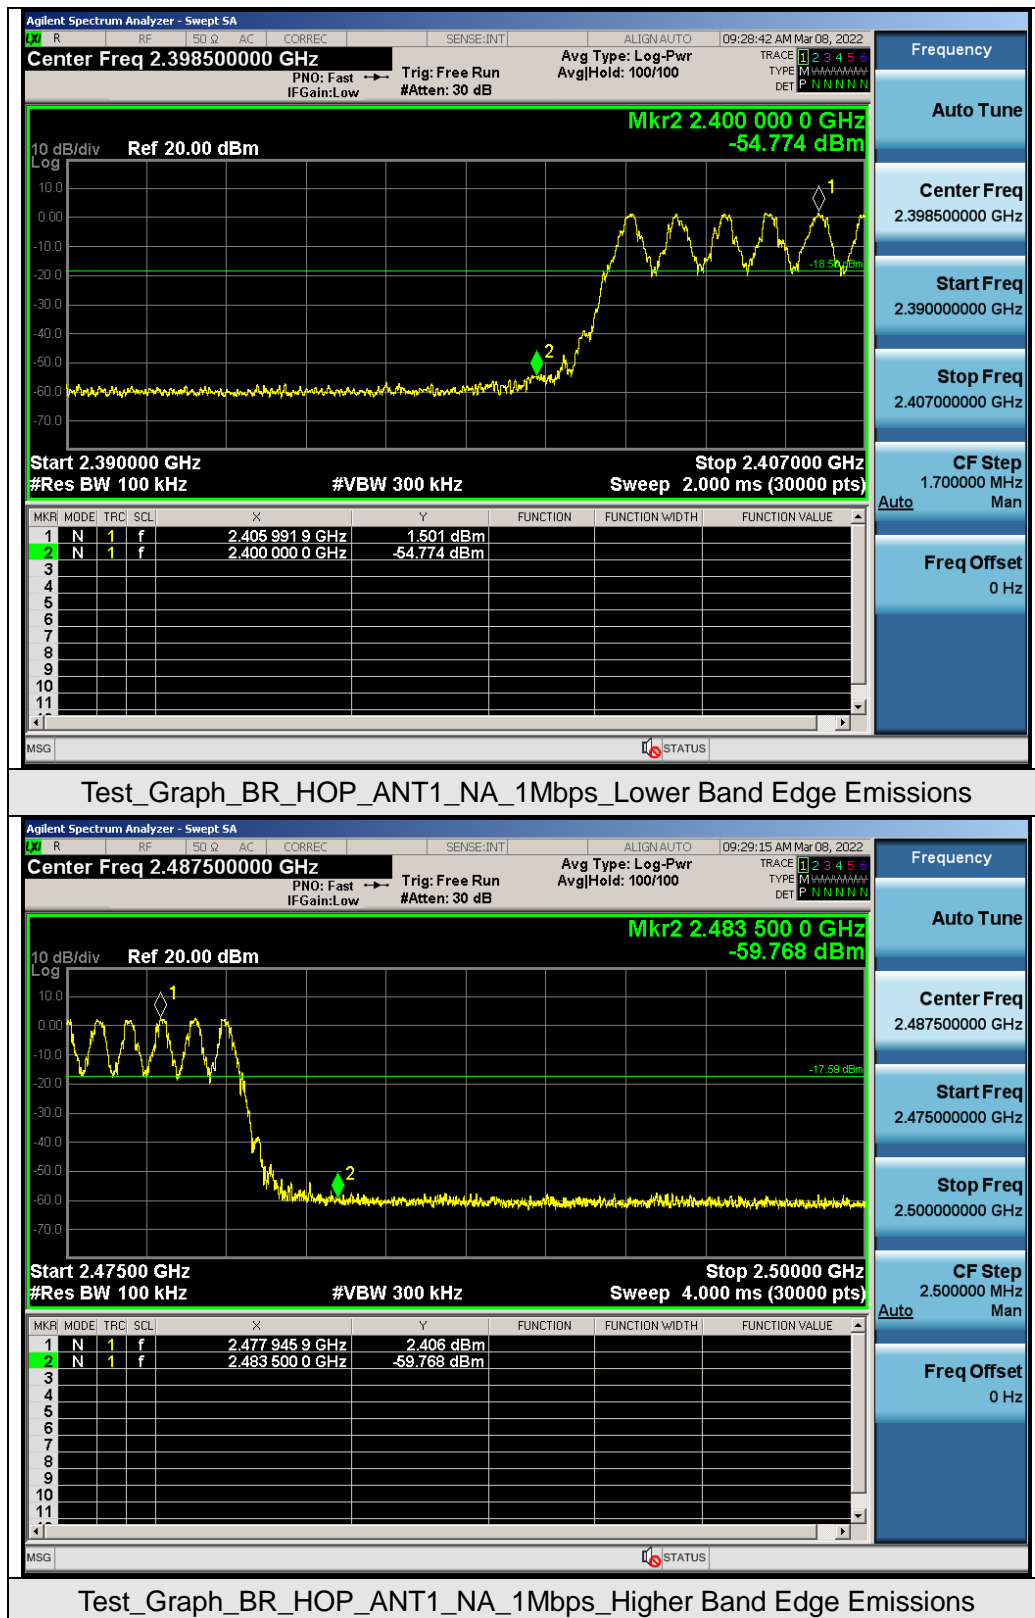 Agilent Spectrum Analyzer - Swept SA
LXI R RF 50 Ω AC CORREC SENSE:INT ALIGN AUTO 09:28:42 AM Mar 08, 2022
Center Freq 2.398500000 GHz
PNO: Fast
IFGain:Low
Trig: Free Run
#Atten: 30 dB
Avg Type: Log-Pwr
Avg|Hold: 100/100
TRACE 1 2 3 4 5 6
TYPE M
DET P N N N N N
Mkr2 2.400 000 0 GHz
-54.774 dBm
10 dB/div
Log
Ref 20.00 dBm
10.0
0.00
-10.0
-20.0
-30.0
-40.0
-50.0
-60.0
-70.0
1
2
Start 2.390000 GHz
Stop 2.407000 GHz
#Res BW 100 kHz
#VBW 300 kHz
Sweep 2.000 ms (30000 pts)
MKR MODE TRC SCL X Y FUNCTION FUNCTION WIDTH FUNCTION VALUE
1 N 1 f 2.405 991 9 GHz 1.501 dBm
2 N 1 f 2.400 000 0 GHz -54.774 dBm
3
4
5
6
7
8
9
10
11
MSG
STATUS
Frequency
Auto Tune
Center Freq
2.398500000 GHz
Start Freq
2.390000000 GHz
Stop Freq
2.407000000 GHz
CF Step
1.700000 MHz
Auto Man
Freq Offset
0 Hz
Test_Graph_BR_HOP_ANT1_NA_1Mbps_Lower Band Edge Emissions
Agilent Spectrum Analyzer - Swept SA
LXI R RF 50 Ω AC CORREC SENSE:INT ALIGN AUTO 09:29:15 AM Mar 08, 2022
Center Freq 2.487500000 GHz
PNO: Fast
IFGain:Low
Trig: Free Run
#Atten: 30 dB
Avg Type: Log-Pwr
Avg|Hold: 100/100
TRACE 1 2 3 4 5 6
TYPE M
DET P N N N N N
Mkr2 2.483 500 0 GHz
-59.768 dBm
10 dB/div
Log
Ref 20.00 dBm
10.0
0.00
-10.0
-20.0
-30.0
-40.0
-50.0
-60.0
-70.0
1
-17.59 dBm
2
Start 2.47500 GHz
Stop 2.50000 GHz
#Res BW 100 kHz
#VBW 300 kHz
Sweep 4.000 ms (30000 pts)
MKR MODE TRC SCL X Y FUNCTION FUNCTION WIDTH FUNCTION VALUE
1 N 1 f 2.477 945 9 GHz 2.406 dBm
2 N 1 f 2.483 500 0 GHz -59.768 dBm
3
4
5
6
7
8
9
10
11
MSG
STATUS
Frequency
Auto Tune
Center Freq
2.487500000 GHz
Start Freq
2.475000000 GHz
Stop Freq
2.500000000 GHz
CF Step
2.500000 MHz
Auto Man
Freq Offset
0 Hz
Test_Graph_BR_HOP_ANT1_NA_1Mbps_Higher Band Edge Emissions